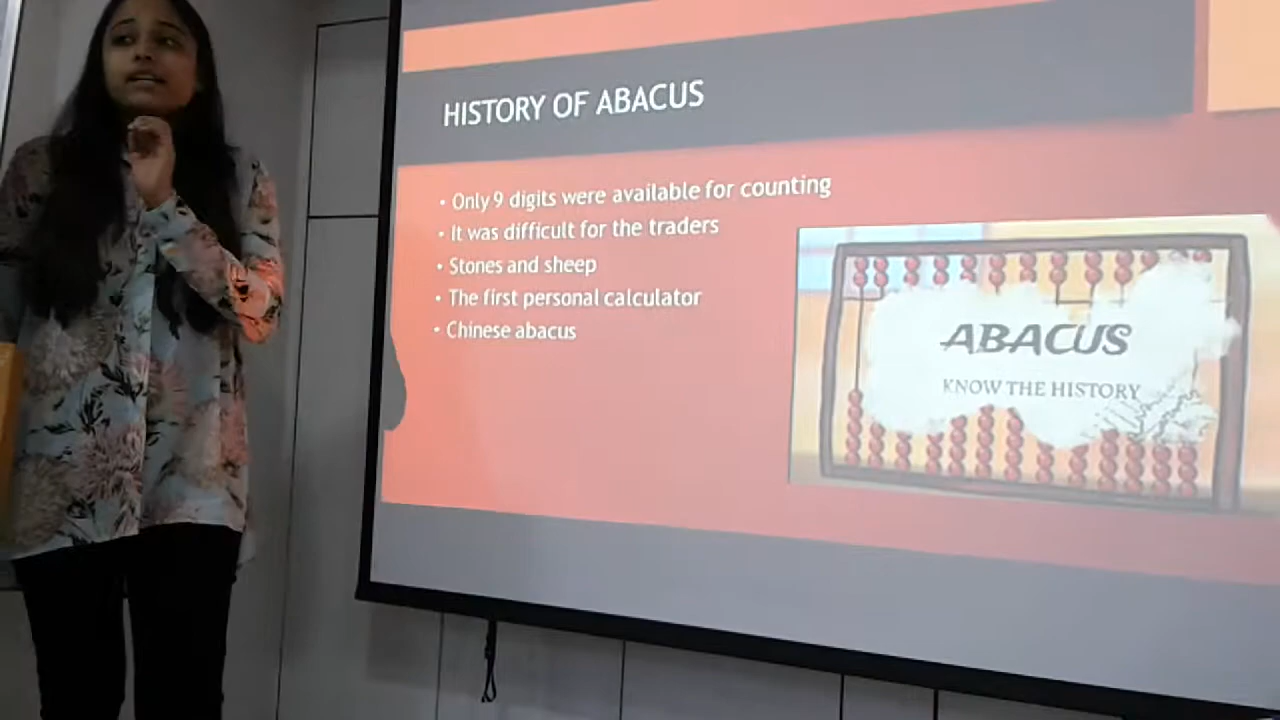 HISTORY OF ABACUS
• Only 9 digits were available for counting
• It was difficult for the traders
• Stones and sheep
• The first personal calculator
• Chinese abacus
ABACUS
KNOW THE HISTORY